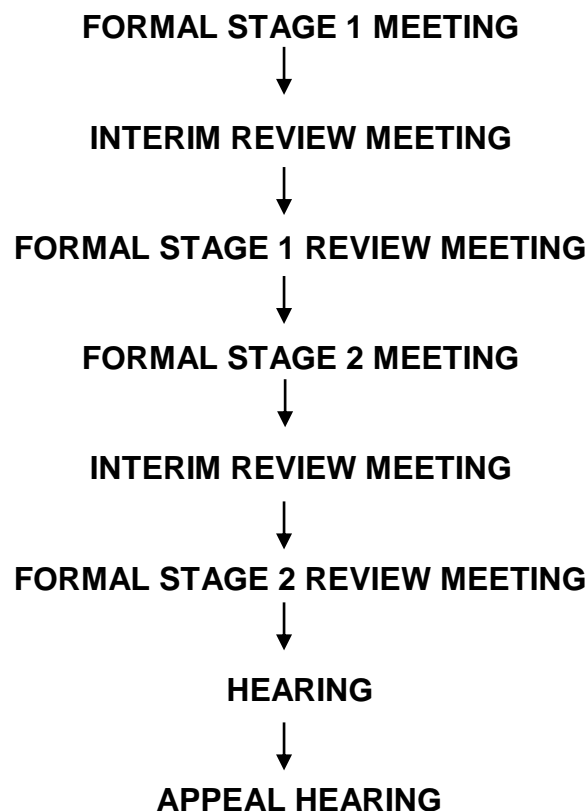 FORMAL STAGE 1 MEETING
INTERIM REVIEW MEETING
FORMAL STAGE 1 REVIEW MEETING
FORMAL STAGE 2 MEETING
INTERIM REVIEW MEETING
FORMAL STAGE 2 REVIEW MEETING
HEARING
APPEAL HEARING